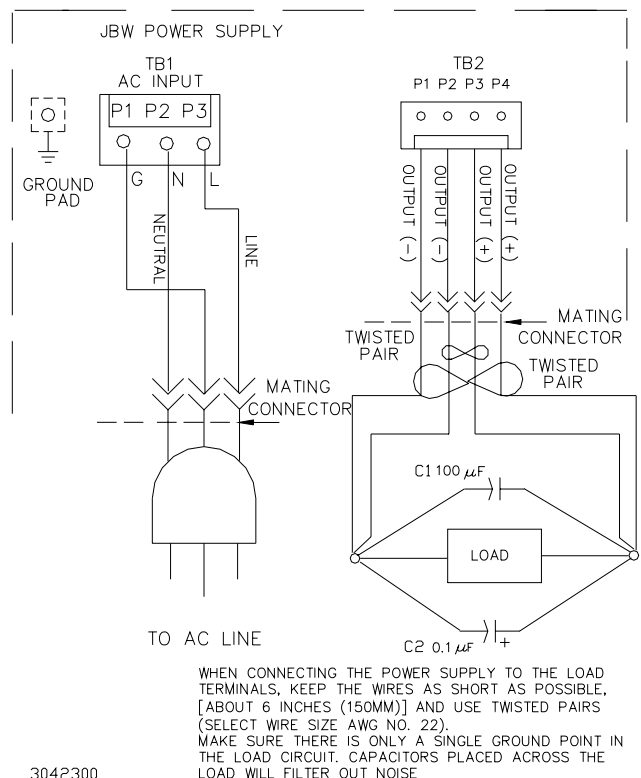 JBW POWER SUPPLY
TB1
AC INPUT
P1 P2 P3
G N L
GROUND
PAD
NEUTRAL
LINE
MATING
CONNECTOR
TO AC LINE
TB2
P1 P2 P3 P4
OUTPUT (-)
OUTPUT (-)
OUTPUT (+)
OUTPUT (+)
MATING
CONNECTOR
TWISTED
PAIR
TWISTED
PAIR
C1 100 µF
LOAD
C2 0.1 µF +
WHEN CONNECTING THE POWER SUPPLY TO THE LOAD
TERMINALS, KEEP THE WIRES AS SHORT AS POSSIBLE,
[ABOUT 6 INCHES (150MM)] AND USE TWISTED PAIRS
(SELECT WIRE SIZE AWG NO. 22).
MAKE SURE THERE IS ONLY A SINGLE GROUND POINT IN
THE LOAD CIRCUIT. CAPACITORS PLACED ACROSS THE
LOAD WILL FILTER OUT NOISE
3042300